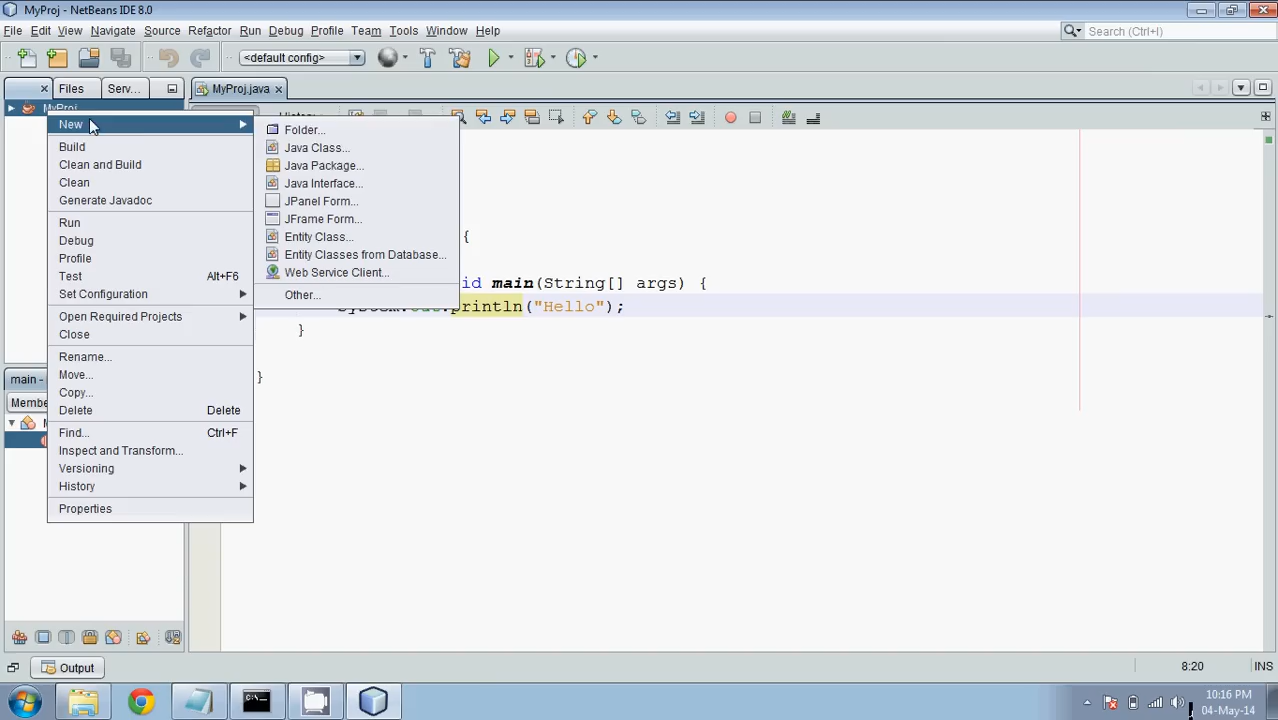 MyProj - NetBeans IDE 8.0
File Edit View Navigate Source Refactor Run Debug Profile Team Tools Window Help
Search (Ctrl+I)
<default config>
Files Serv... MyProj.java
MyProj
History
New
Build
Clean and Build
Clean
Generate Javadoc
Run
Debug
Profile
Test Alt+F6
Set Configuration
Open Required Projects
Close
Rename...
Move...
Copy...
Delete Delete
Find... Ctrl+F
Inspect and Transform...
Versioning
History
Properties
Folder...
Java Class...
Java Package...
Java Interface...
JPanel Form...
JFrame Form...
Entity Class...
Entity Classes from Database...
Web Service Client...
Other...
{
id main(String[] args) {
System.out.println("Hello");
}
}
main -
Membe
M
Output
8:20 INS
10:16 PM
04-May-14